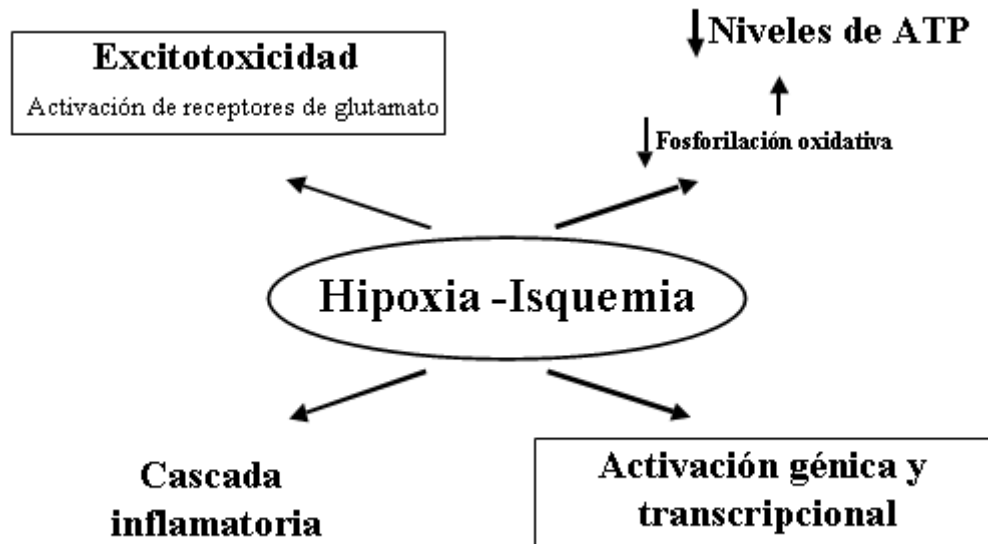 Excitotoxicidad
Activación de receptores de glutamato
Niveles de ATP
Fosforilación oxidativa
Hipoxia -Isquemia
Cascada
inflamatoria
Activación génica y
transcripcional